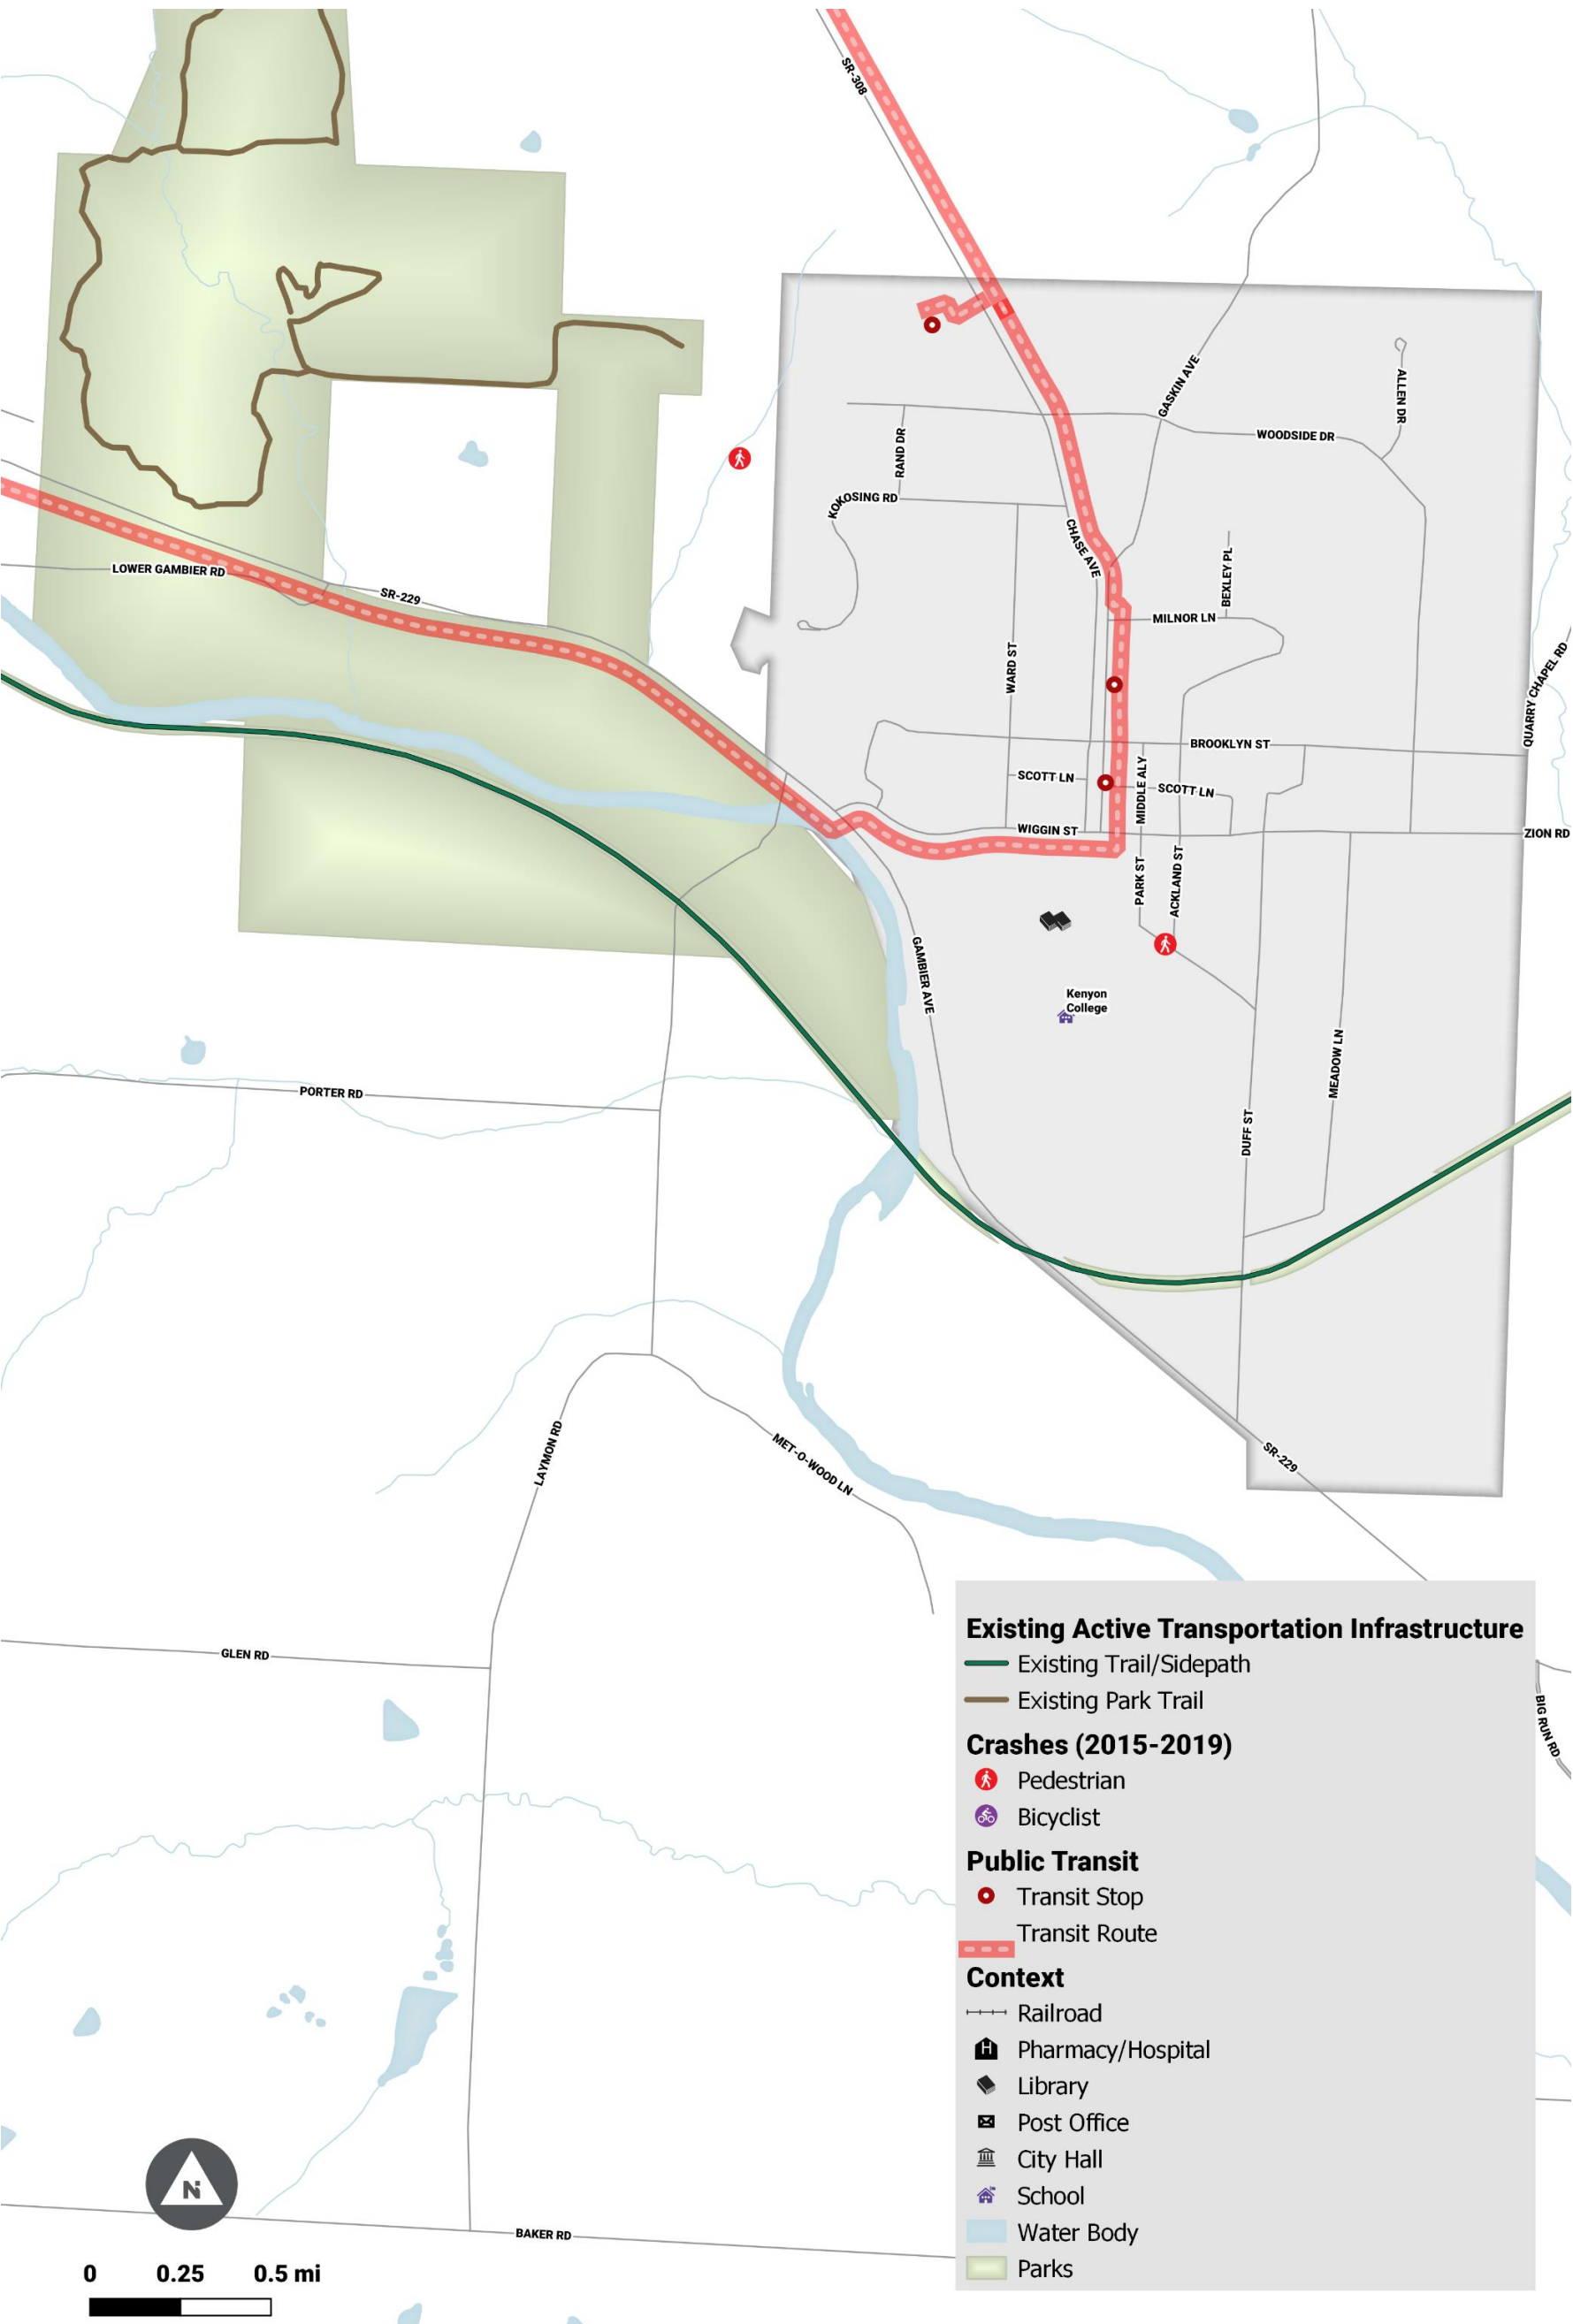 SR-308
GASKIN AVE
ALLEN DR
WOODSIDE DR
RAND DR
KOKOSING RD
CHASE AVE
BEXLEY PL
LOWER GAMBIER RD
SR-229
MILNOR LN
WARD ST
QUARRY CHAPEL RD
BROOKLYN ST
SCOTT LN
MIDDLE ALY
SCOTT LN
WIGGIN ST
ZION RD
PARK ST
ACKLAND ST
GAMBIER AVE
Kenyon
College
MEADOW LN
PORTER RD
DUFF ST
LAYMON RD
MET-O-WOOD LN
SR-229
GLEN RD
BIG RUN RD
Existing Active Transportation Infrastructure
Existing Trail/Sidepath
Existing Park Trail
Crashes (2015-2019)
Pedestrian
Bicyclist
Public Transit
Transit Stop
Transit Route
Context
Railroad
H
Pharmacy/Hospital
Library
Post Office
City Hall
School
Water Body
Parks
N
BAKER RD
0 0.25 0.5 mi